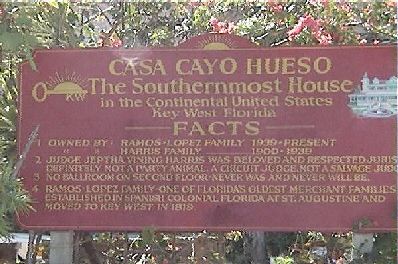 CASA CAYO HUESO
The Southernmost House
in the Continental United States
Key West Florida
FACTS
1 OWNED BY: RAMOS-LOPEZ FAMILY 1939-PRESENT
" " HARRIS FAMILY 1900-1939
2 JUDGE JEPTHA VINING HARRIS WAS BELOVED AND RESPECTED JURIS
DEFINITELY NOT A PARTY ANIMAL. A CIRCUIT JUDGE. NOT A SALVAGE JUDG
3 NO BALLROOM ON SECOND FLOOR-NEVER WAS AND NEVER WILL BE.
4 RAMOS-LOPEZ FAMILY-ONE OF FLORIDA'S OLDEST MERCHANT FAMILIES
ESTABLISHED IN SPANISH COLONIAL FLORIDA AT ST. AUGUSTINE AND
MOVED TO KEY WEST IN 1819.